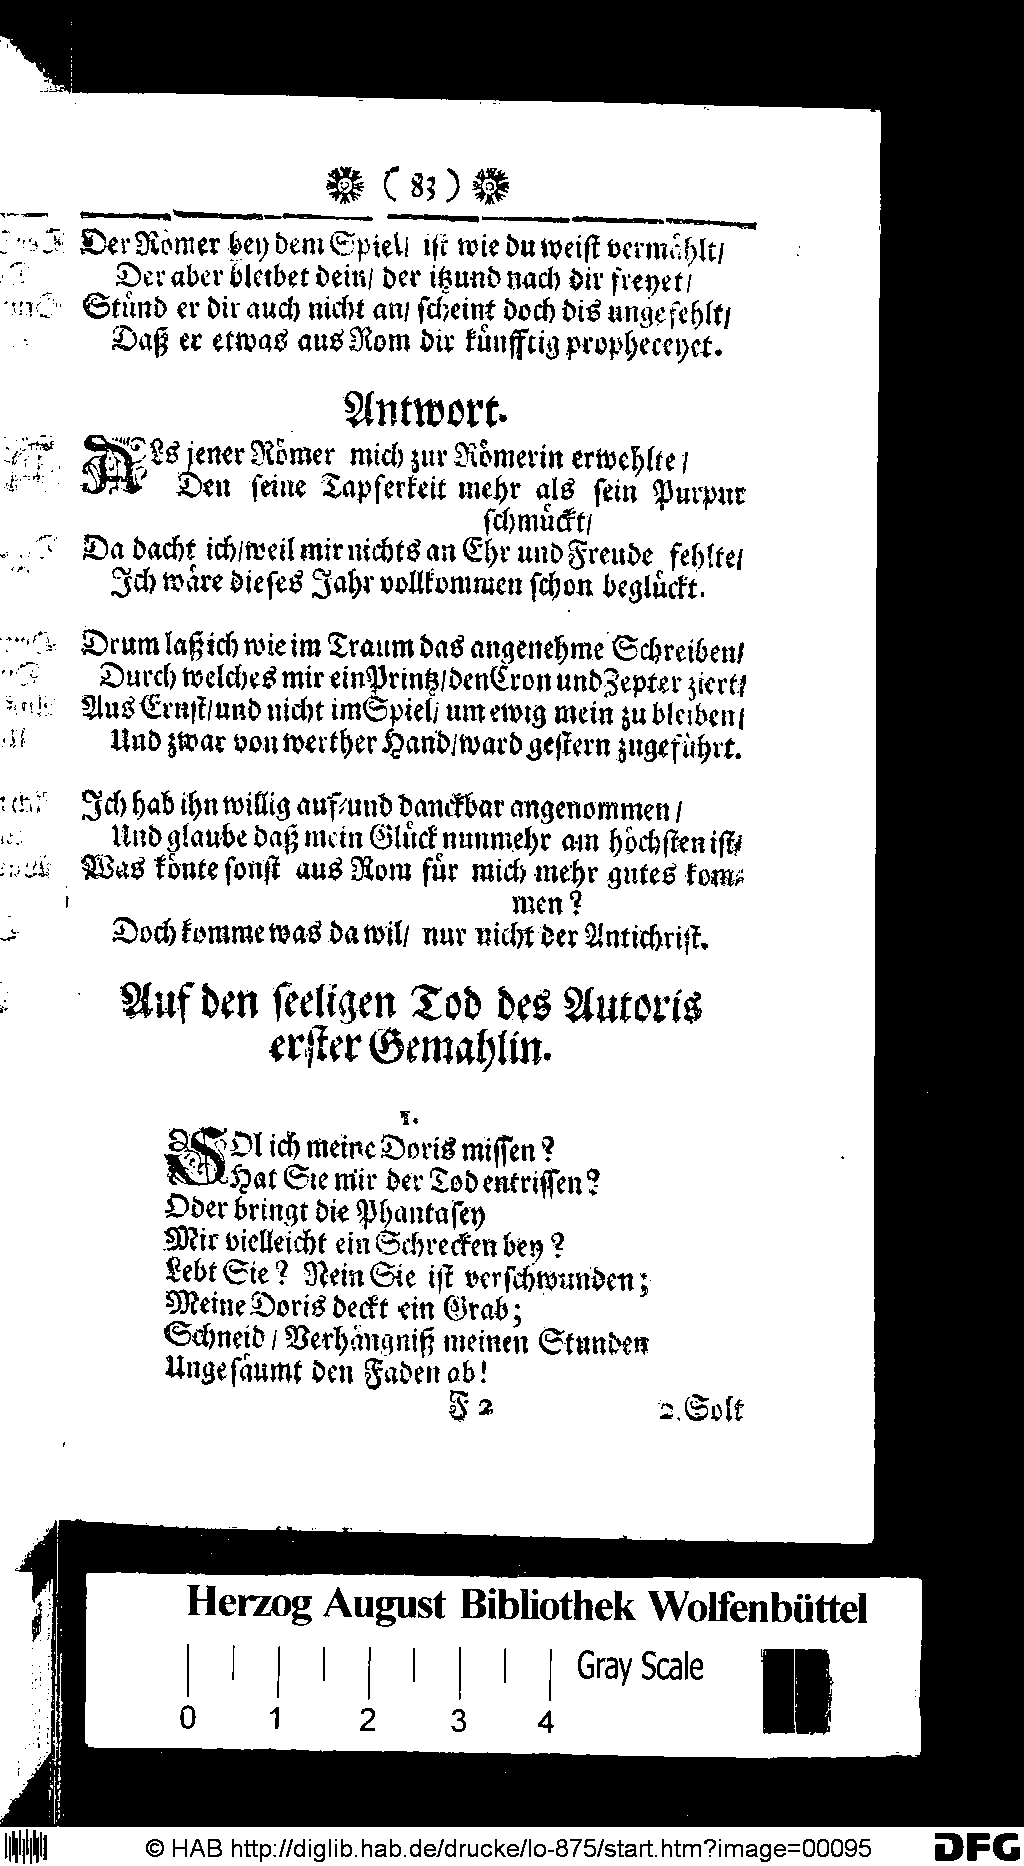 ( 83 )
Der Römer bey dem Spiel/ ist wie du weist vermählt/
Der aber bleibet dein/ der itzund nach dir freyet/
Stünd er dir auch nicht an/ scheint doch dis ungefehlt/
Daß er etwas aus Rom dir künfftig propheceyet.
Antwort.
ALs jener Römer mich zur Römerin erwehlte/
Den seine Tapferkeit mehr als sein Purpur
schmückt/
Da dacht ich/weil mir nichts an Ehr und Freude fehlte/
Ich wäre dieses Jahr vollkommen schon beglückt.
Drum laß ich wie im Traum das angenehme Schreiben/
Durch welches mir ein Printz/den Cron und Zepter ziert/
Aus Ernst/und nicht im Spiel/ um ewig mein zu bleiben/
Und zwar von werther Hand/ward gestern zugeführt.
Ich hab ihn willig auf/und danckbar angenommen/
Und glaube daß mein Glück nunmehr am höchsten ist/
Was könte sonst aus Rom für mich mehr gutes kom-
men?
Doch komme was da wil/ nur nicht der Antichrist.
Auf den seeligen Tod des Autoris
erster Gemahlin.
1.
SOl ich meine Doris missen?
Hat Sie mir der Tod entrissen?
Oder bringt die Phantasey
Mir vielleicht ein Schrecken bey?
Lebt Sie? Nein Sie ist verschwunden;
Meine Doris deckt ein Grab;
Schneid/ Verhängniß meinen Stunden
Ungesäumt den Faden ab!
F 2 2. Solt
Herzog August Bibliothek Wolfenbüttel
Gray Scale
0 1 2 3 4
© HAB http://diglib.hab.de/drucke/lo-875/start.htm?image=00095
DFG